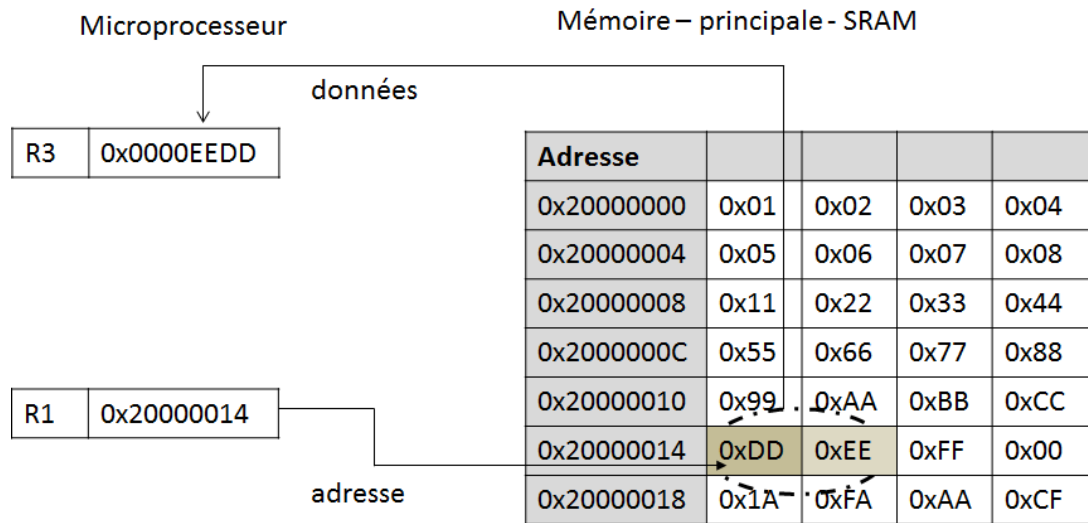 Microprocesseur
Mémoire – principale - SRAM
données
R3 0x0000EEDD
Adresse
0x20000000 0x01 0x02 0x03 0x04
0x20000004 0x05 0x06 0x07 0x08
0x20000008 0x11 0x22 0x33 0x44
0x2000000C 0x55 0x66 0x77 0x88
R1 0x20000014
0x20000010 0x99 0xAA 0xBB 0xCC
0x20000014 0xDD 0xEE 0xFF 0x00
adresse
0x20000018 0x1A 0xFA 0xAA 0xCF